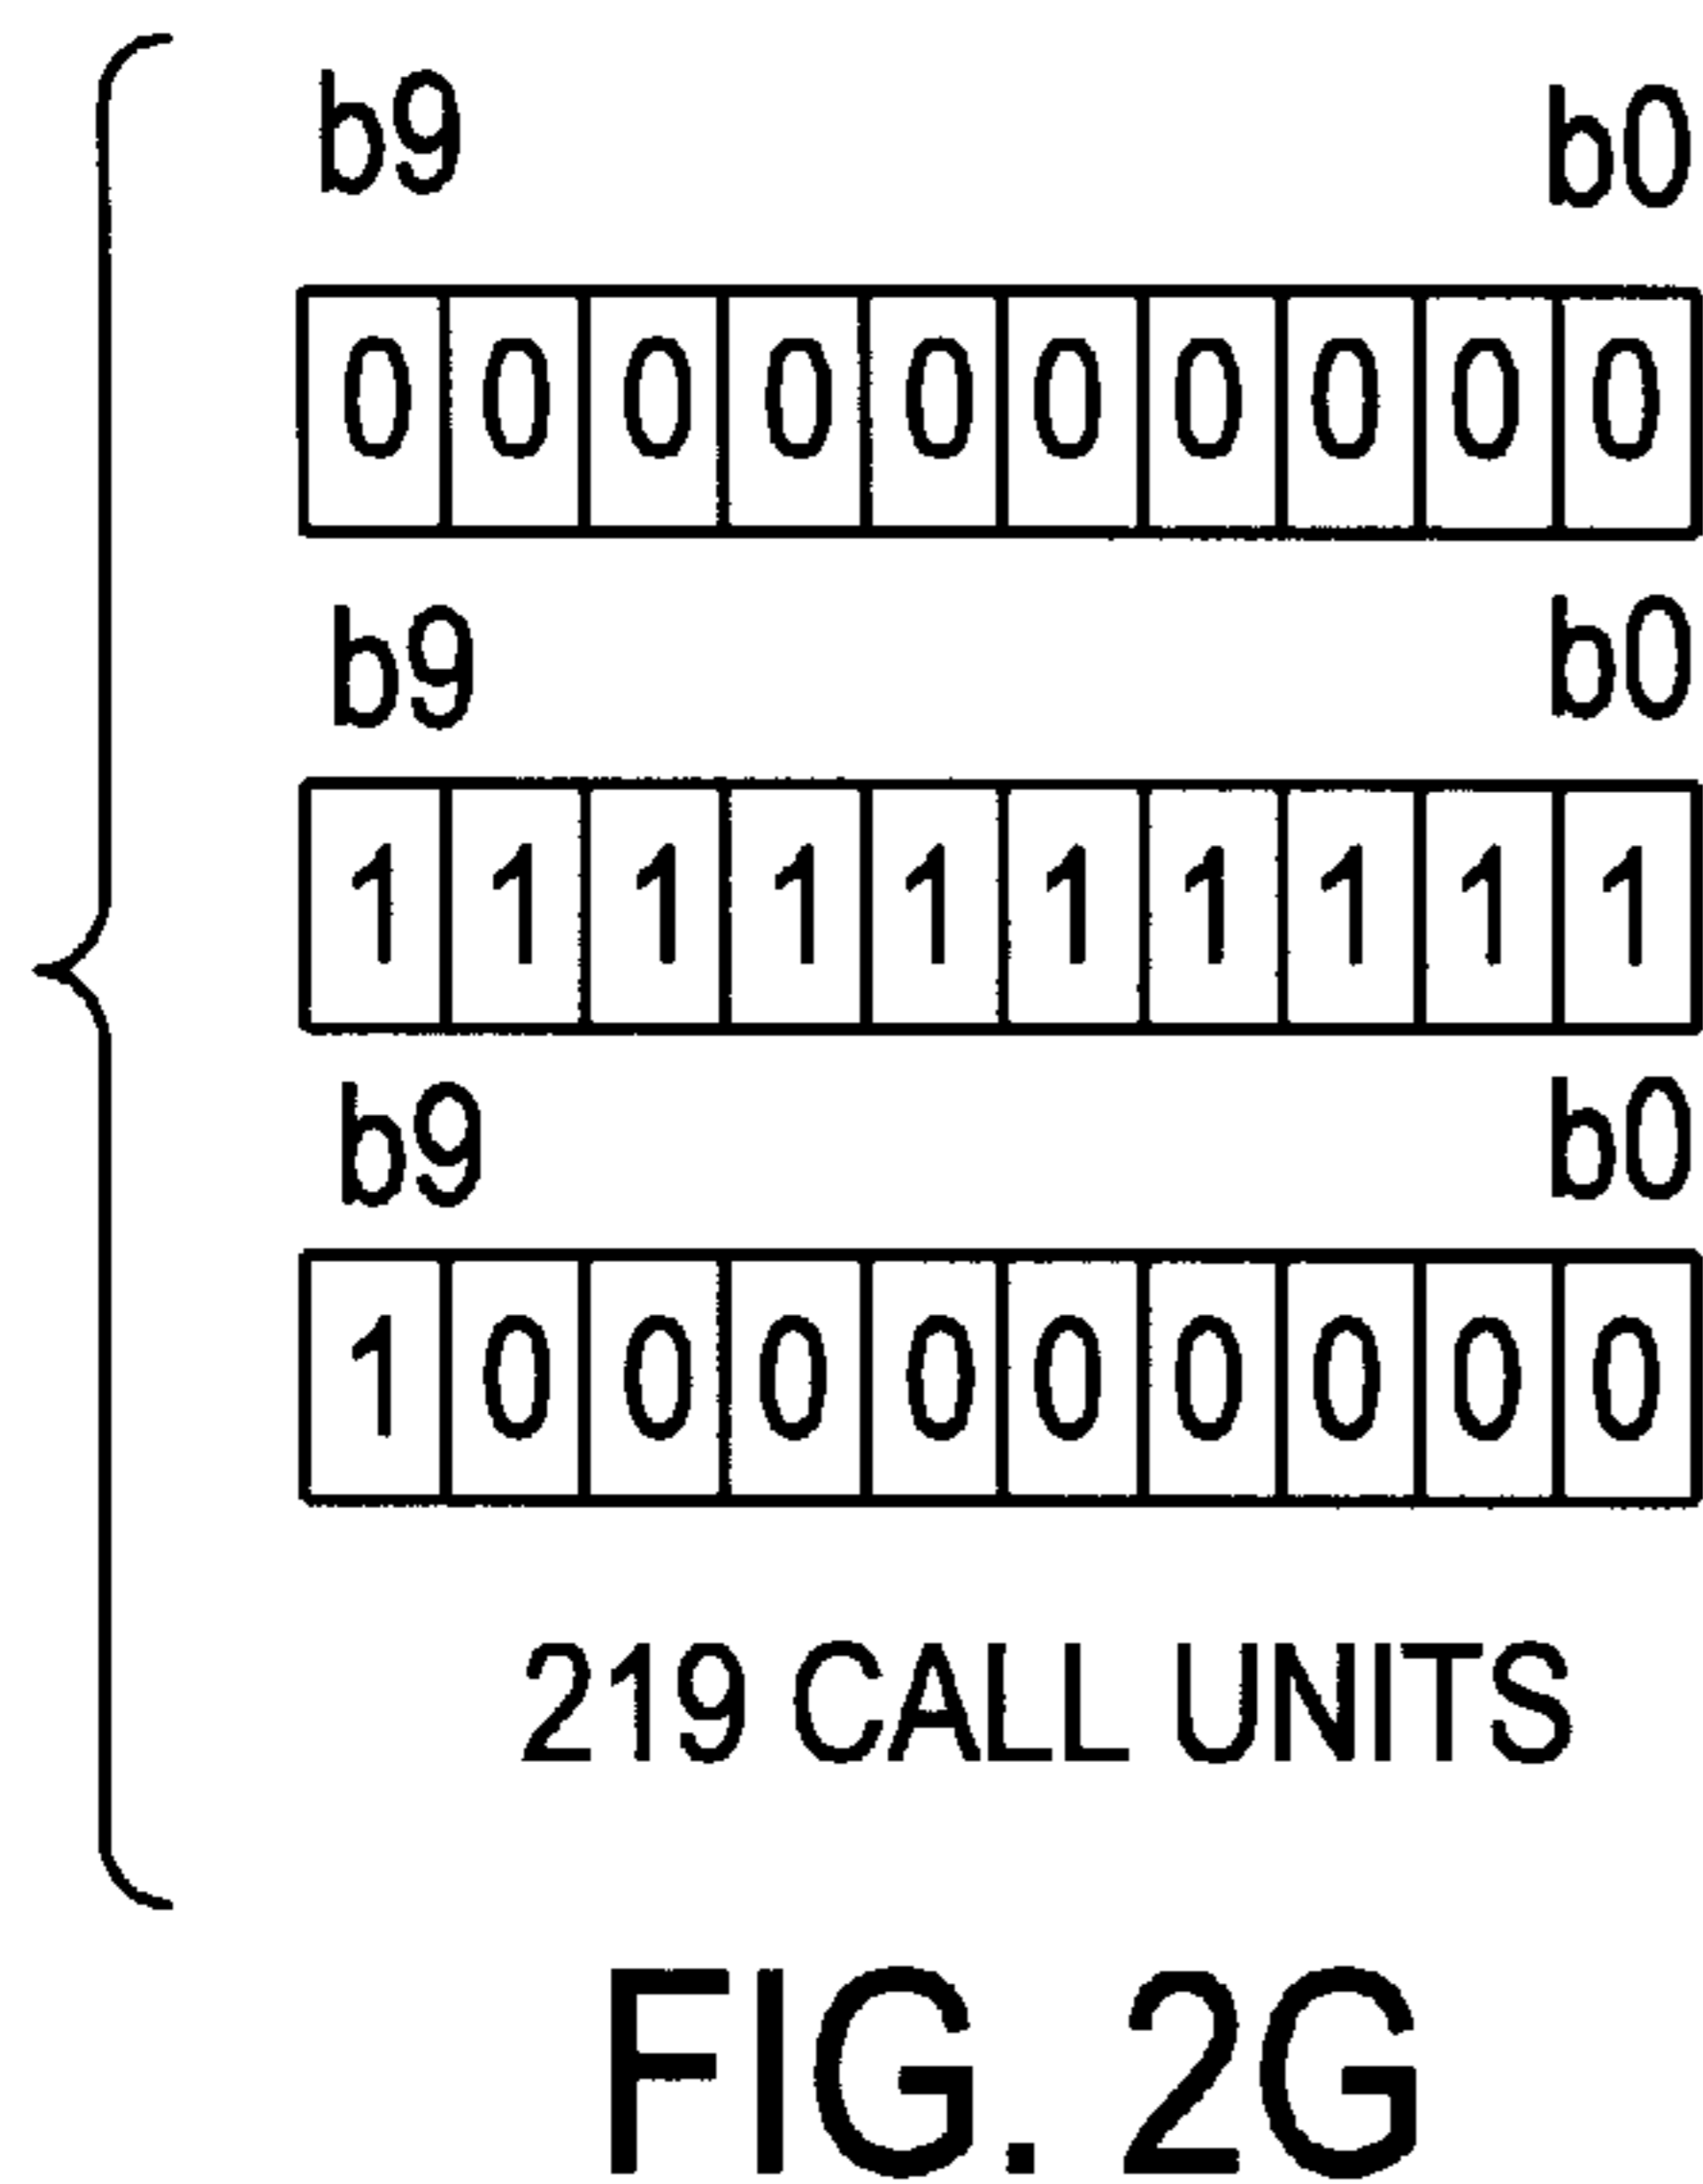 b9 b0
0 0 0 0 0 0 0 0 0 0
b9 b0
1 1 1 1 1 1 1 1 1 1
b9 b0
1 0 0 0 0 0 0 0 0 0
219 CALL UNITS
FIG. 2G